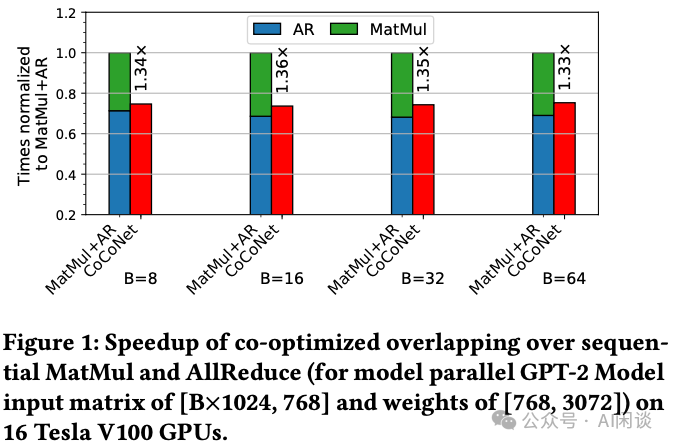 AR MatMul
Times normalized
to MatMul+AR
1.2
1.0
0.8
0.6
0.4
0.2
1.34×
1.36×
1.35×
1.33×
MatMul+AR
CoCoNet
B=8
MatMul+AR
CoCoNet
B=16
MatMul+AR
CoCoNet
B=32
MatMul+AR
CoCoNet
B=64
Figure 1: Speedup of co-optimized overlapping over sequen-
tial MatMul and AllReduce (for model parallel GPT-2 Model
input matrix of [B×1024, 768] and weights of [768, 3072]) on
16 Tesla V100 GPUs.
公众号 · AI闲谈